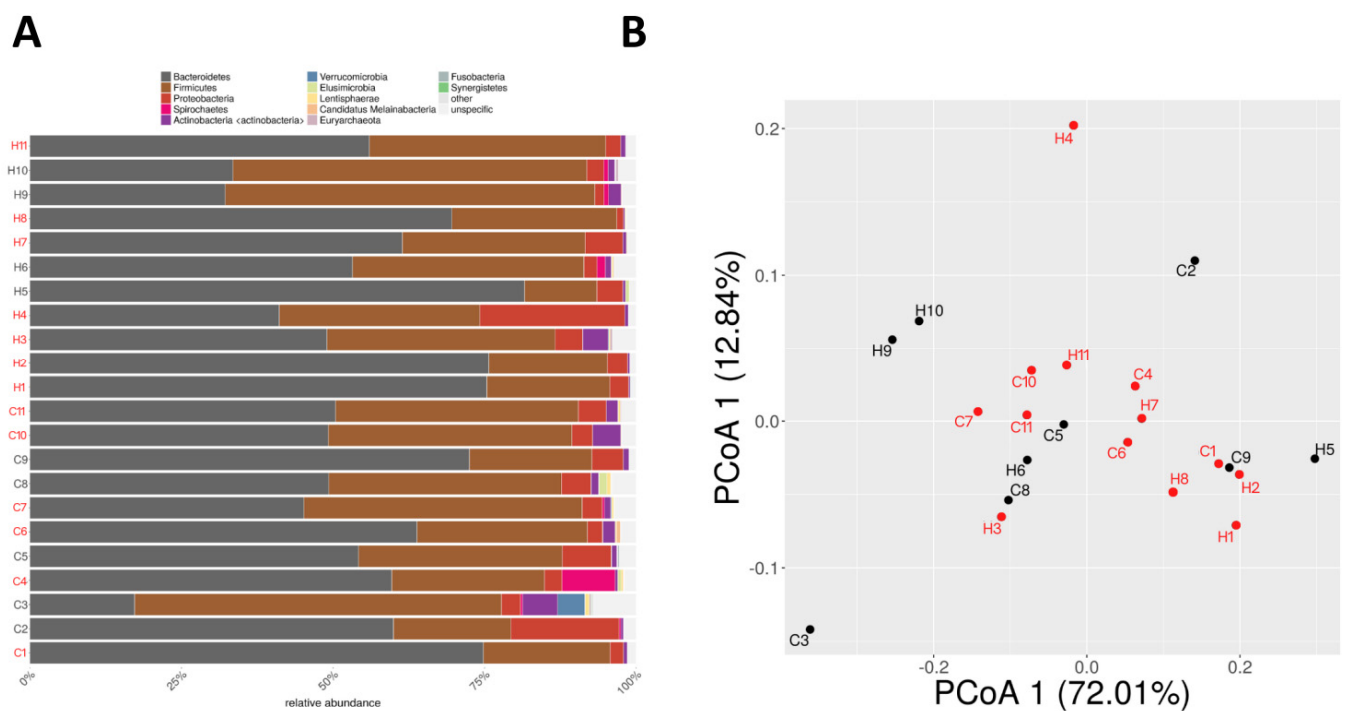 A
B
Bacteroidetes
Firmicutes
Proteobacteria
Spirochaetes
Actinobacteria <actinobacteria>
Verrucomicrobia
Elusimicrobia
Lentisphaerae
Candidatus Melainabacteria
Euryarchaeota
Fusobacteria
Synergistetes
other
unspecific
H11
H10
H9
H8
H7
H6
H5
H4
H3
H2
H1
C11
C10
C9
C8
C7
C6
C5
C4
C3
C2
C1
0%
25%
50%
75%
100%
relative abundance
PCoA 1 (12.84%)
0.2
0.1
0.0
-0.1
H4
C2
H10
H9
H11
C10
C4
C7
C11
H7
C5
C6
H6
C1
C9
H5
C8
H8
H2
H3
H1
C3
-0.2
0.0
0.2
PCoA 1 (72.01%)